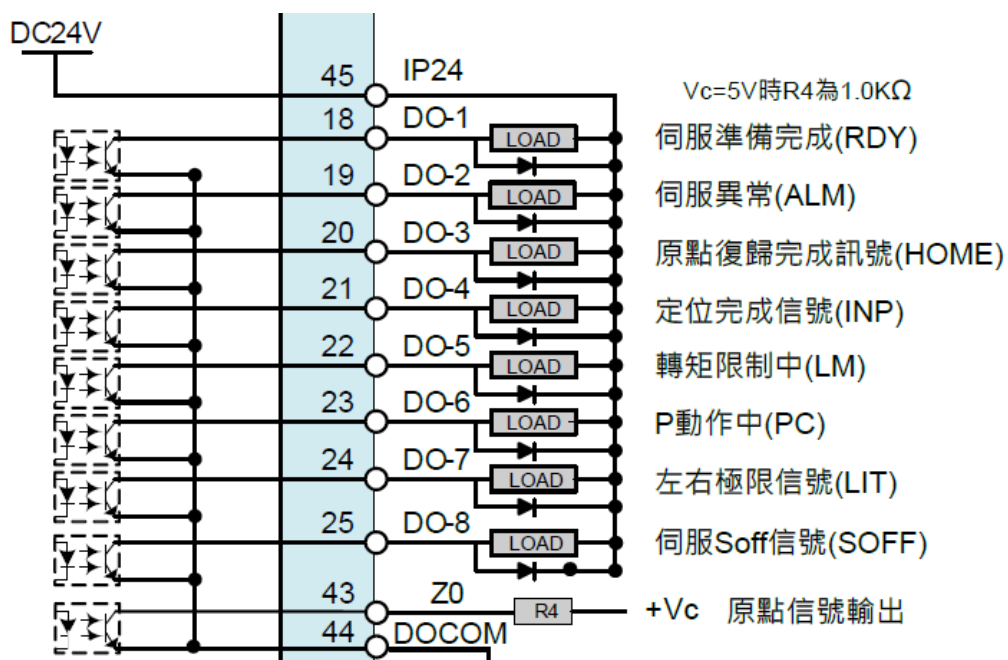 DC24V
45 IP24
Vc=5V時R4為1.0KΩ
18 DO-1 LOAD 伺服準備完成(RDY)
19 DO-2 LOAD 伺服異常(ALM)
20 DO-3 LOAD 原點復歸完成訊號(HOME)
21 DO-4 LOAD 定位完成信號(INP)
22 DO-5 LOAD 轉矩限制中(LM)
23 DO-6 LOAD P動作中(PC)
24 DO-7 LOAD 左右極限信號(LIT)
25 DO-8 LOAD 伺服Soff信號(SOFF)
43 Z0 R4 +Vc 原點信號輸出
44 DOCOM